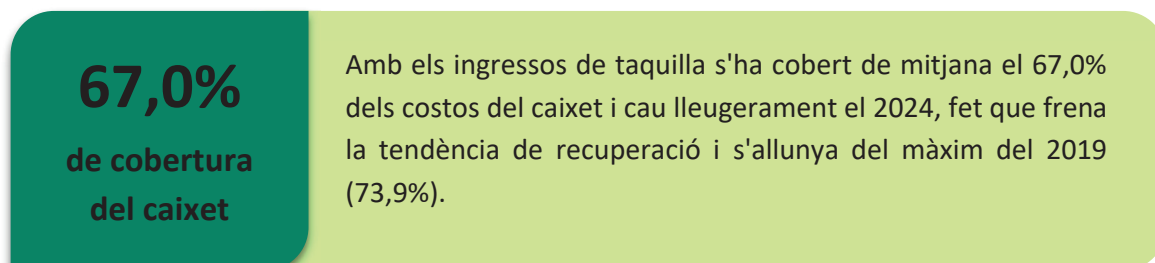 67,0%
de cobertura
del caixet
Amb els ingressos de taquilla s'ha cobert de mitjana el 67,0%
dels costos del caixet i cau lleugerament el 2024, fet que frena
la tendència de recuperació i s'allunya del màxim del 2019
(73,9%).